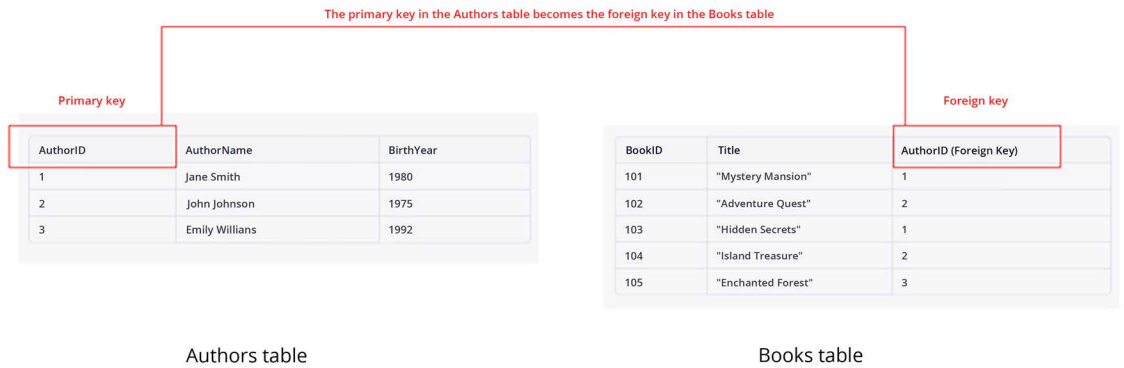 The primary key in the Authors table becomes the foreign key in the Books table
Primary key
Foreign key
AuthorID AuthorName BirthYear
1 Jane Smith 1980
2 John Johnson 1975
3 Emily Willians 1992
BookID Title AuthorID (Foreign Key)
101 "Mystery Mansion" 1
102 "Adventure Quest" 2
103 "Hidden Secrets" 1
104 "Island Treasure" 2
105 "Enchanted Forest" 3
Authors table
Books table